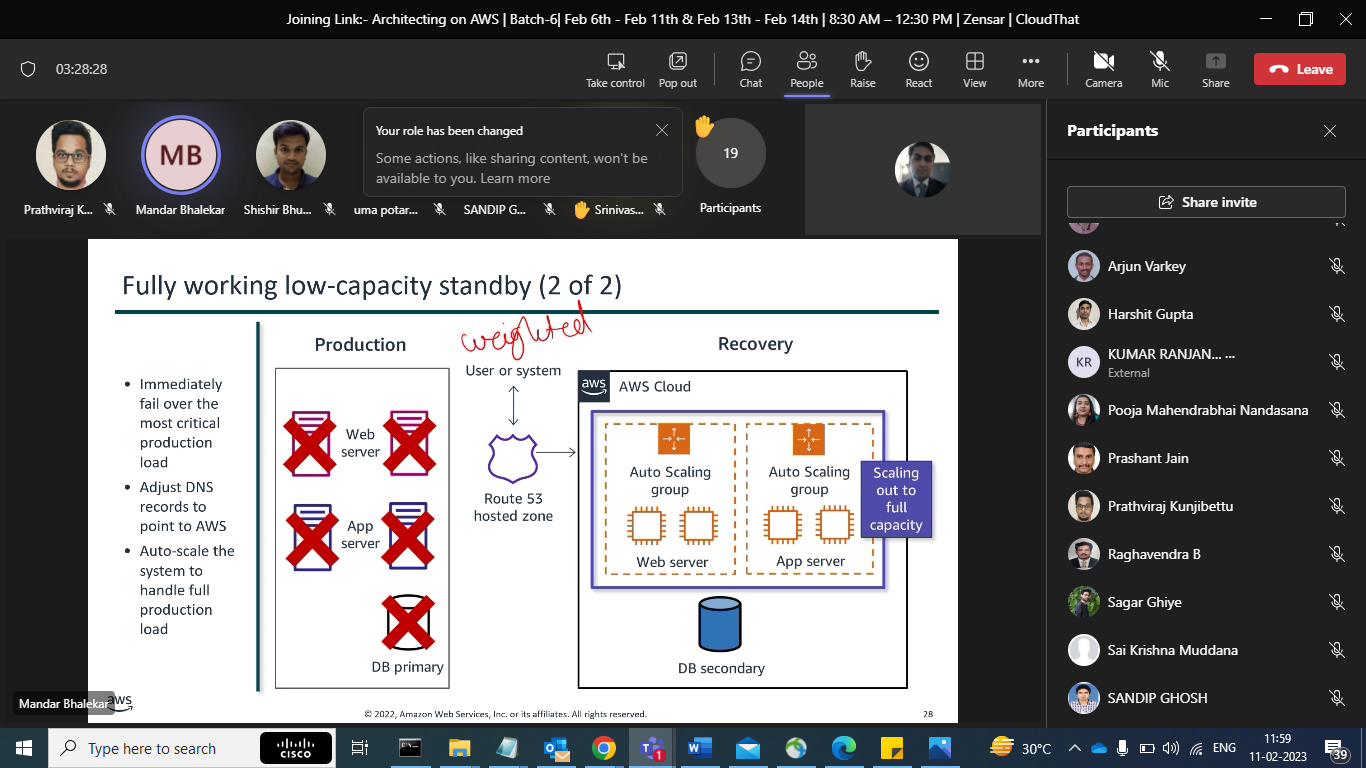 Joining Link:- Architecting on AWS | Batch-6| Feb 6th - Feb 11th & Feb 13th - Feb 14th| 8:30 AM – 12:30 PM | Zensar | CloudThat
03:28:28
Take control
Pop out
Chat
People
Raise
React
View
More
Camera
Mic
Share
Leave
MB
Your role has been changed
Some actions, like sharing content, won't be
available to you. Learn more
19
Prathviraj K...
Mandar Bhalekar
Shishir Bhu...
uma potar...
SANDIP G...
Srinivas...
Participants
Participants
Share invite
Arjun Varkey
Harshit Gupta
KR
KUMAR RANJAN... ...
External
Pooja Mahendrabhai Nandasana
Prashant Jain
Prathviraj Kunjibettu
Raghavendra B
Sagar Ghiye
Sai Krishna Muddana
SANDIP GHOSH
Fully working low-capacity standby (2 of 2)
weighted
Immediately
fail over the
most critical
production
load
Adjust DNS
records to
point to AWS
Auto-scale the
system to
handle full
production
load
Production
Web
server
App
server
DB primary
User or system
Route 53
hosted zone
Recovery
aws
AWS Cloud
Auto Scaling
group
Web server
Auto Scaling
group
App server
Scaling
out to
full
capacity
DB secondary
Mandar Bhalekar
aws
© 2022, Amazon Web Services, Inc. or its affiliates. All rights reserved.
28
Type here to search
CISCO
1
30°C
ENG
11:59
11-02-2023
39